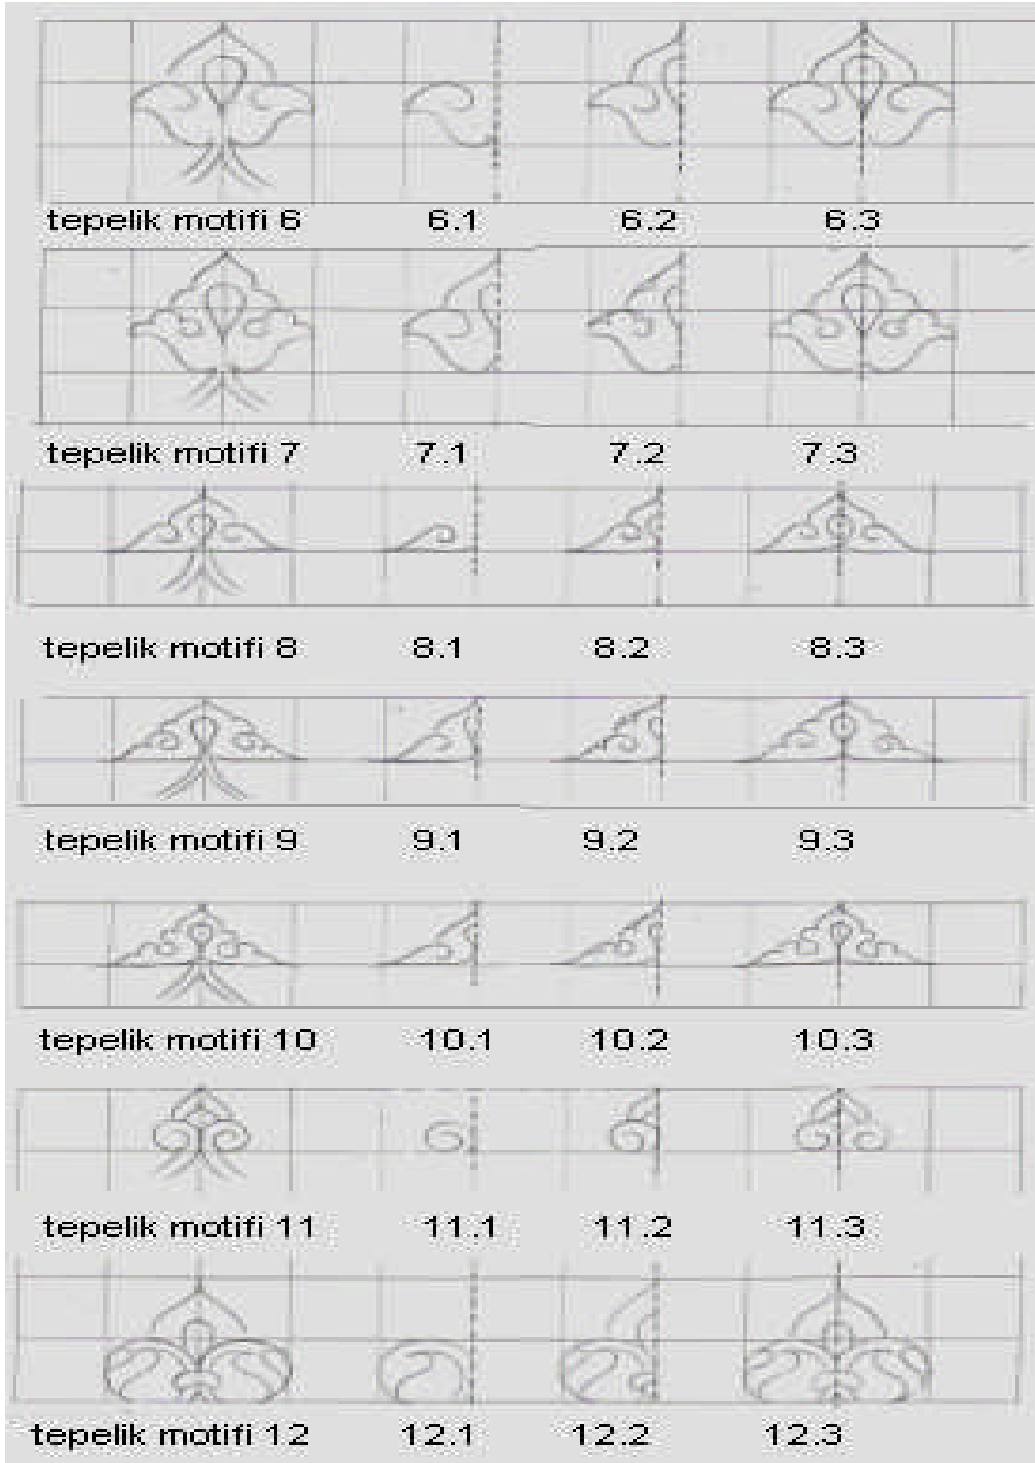 tepelik motifi 6 6.1 6.2 6.3
tepelik motifi 7 7.1 7.2 7.3
tepelik motifi 8 8.1 8.2 8.3
tepelik motifi 9 9.1 9.2 9.3
tepelik motifi 10 10.1 10.2 10.3
tepelik motifi 11 11.1 11.2 11.3
tepelik motifi 12 12.1 12.2 12.3